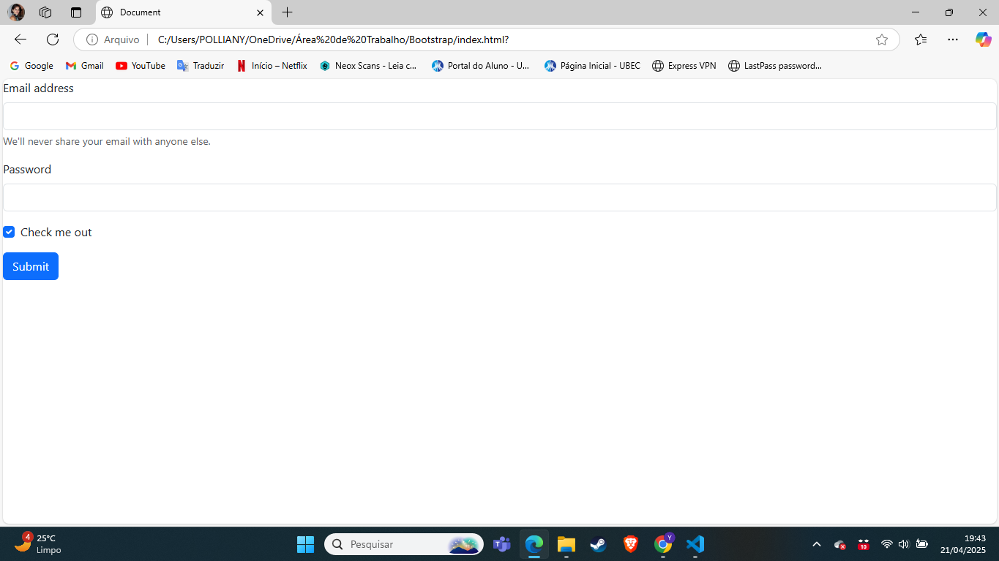 Document
Arquivo
C:/Users/POLLIANY/OneDrive/Área%20de%20Trabalho/Bootstrap/index.html?
Google
Gmail
YouTube
Traduzir
Início – Netflix
Neox Scans - Leia c...
Portal do Aluno - U...
Página Inicial - UBEC
Express VPN
LastPass password...
Email address
We'll never share your email with anyone else.
Password
Check me out
Submit
4
25°C
Limpo
Pesquisar
Y
10
19:43
21/04/2025